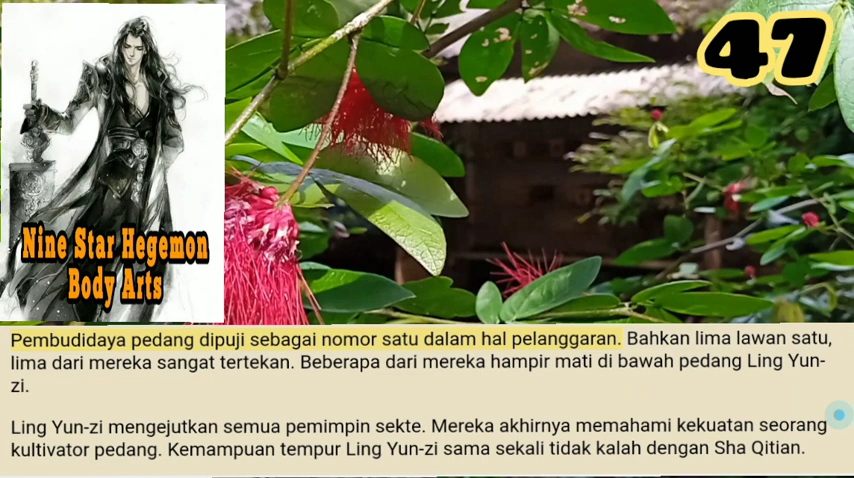 47
Nine Star Hegemon
Body Arts
Pembudidaya pedang dipuji sebagai nomor satu dalam hal pelanggaran. Bahkan lima lawan satu,
lima dari mereka sangat tertekan. Beberapa dari mereka hampir mati di bawah pedang Ling Yun-
zi.
Ling Yun-zi mengejutkan semua pemimpin sekte. Mereka akhirnya memahami kekuatan seorang
kultivator pedang. Kemampuan tempur Ling Yun-zi sama sekali tidak kalah dengan Sha Qitian.